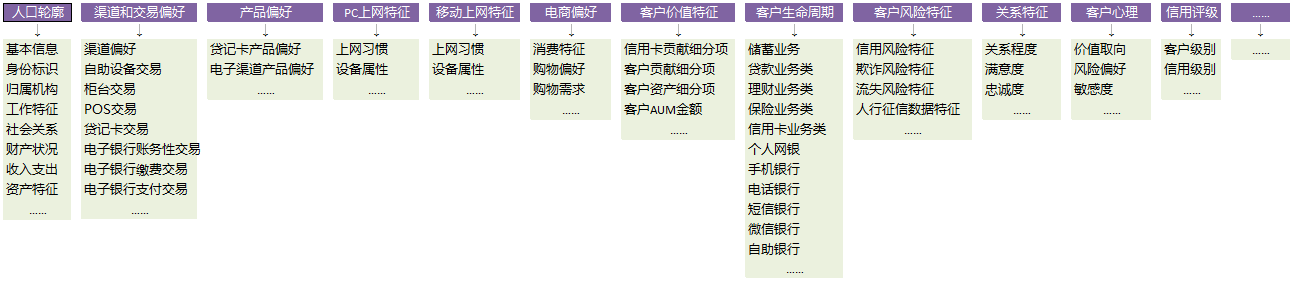 人口轮廓
基本信息
身份标识
归属机构
工作特征
社会关系
财产状况
收入支出
资产特征
......
渠道和交易偏好
渠道偏好
自助设备交易
柜台交易
POS交易
贷记卡交易
电子银行账务性交易
电子银行缴费交易
电子银行支付交易
......
产品偏好
贷记卡产品偏好
电子渠道产品偏好
......
PC上网特征
上网习惯
设备属性
......
移动上网特征
上网习惯
设备属性
......
电商偏好
消费特征
购物偏好
购物需求
......
客户价值特征
信用卡贡献细分项
客户贡献细分项
客户资产细分项
客户AUM金额
......
客户生命周期
储蓄业务
贷款业务类
理财业务类
保险业务类
信用卡业务类
个人网银
手机银行
电话银行
短信银行
微信银行
自助银行
......
客户风险特征
信用风险特征
欺诈风险特征
流失风险特征
人行征信数据特征
......
关系特征
关系程度
满意度
忠诚度
......
客户心理
价值取向
风险偏好
敏感度
......
信用评级
客户级别
信用级别
......
......
......